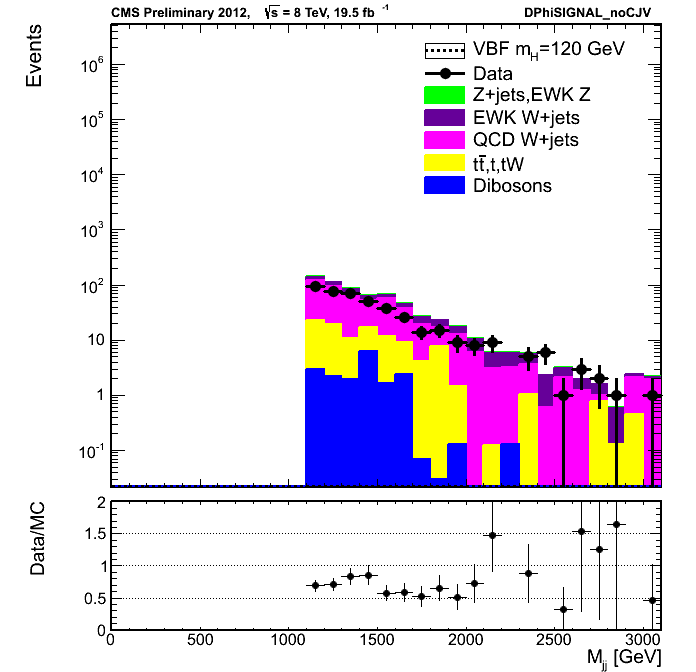 CMS Preliminary 2012, √s = 8 TeV, 19.5 fb⁻¹ DPhiSIGNAL_noCJV
Events
VBF m_H=120 GeV
Data
Z+jets,EWK Z
EWK W+jets
QCD W+jets
tt̅,t,tW
Dibosons
10⁶
10⁵
10⁴
10³
10²
10
1
10⁻¹
Data/MC
2
1.5
1
0.5
0
0 500 1000 1500 2000 2500 3000
M_jj [GeV]